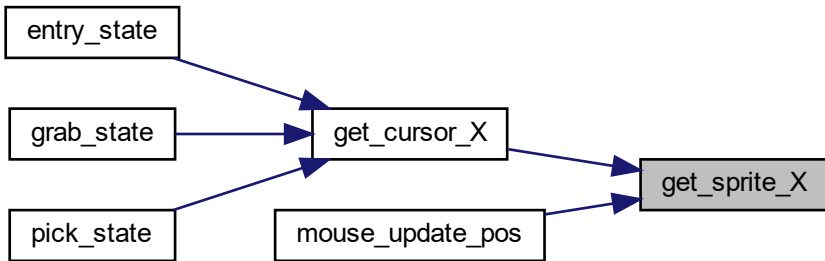 entry_state
grab_state
get_cursor_X
get_sprite_X
pick_state
mouse_update_pos